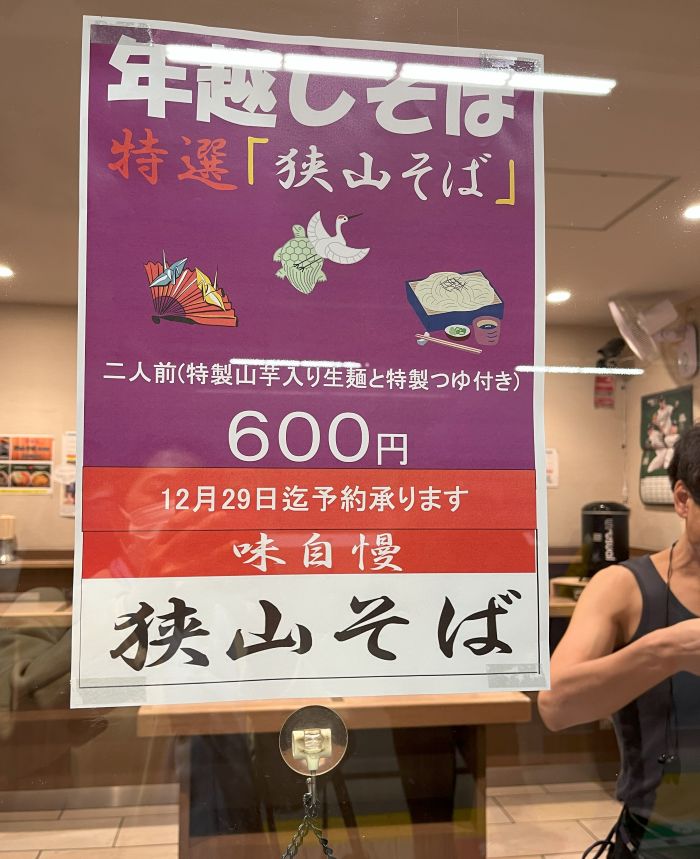 年越しそば
特選「狭山そば」
二人前(特製山芋入り生麺と特製つゆ付き)
600円
12月29日迄予約承ります
味自慢
狭山そば